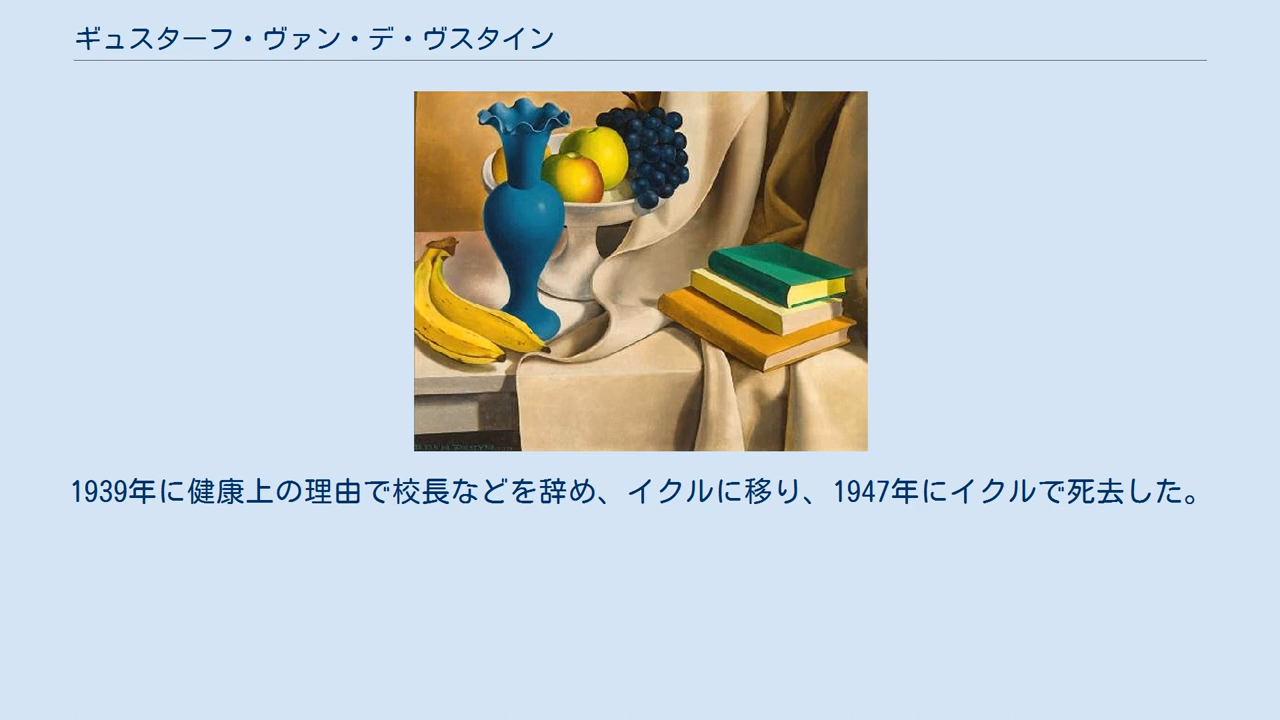 ギュスターフ・ヴァン・デ・ヴスタイン
1939年に健康上の理由で校長などを辞め、イクルに移り、1947年にイクルで死去した。